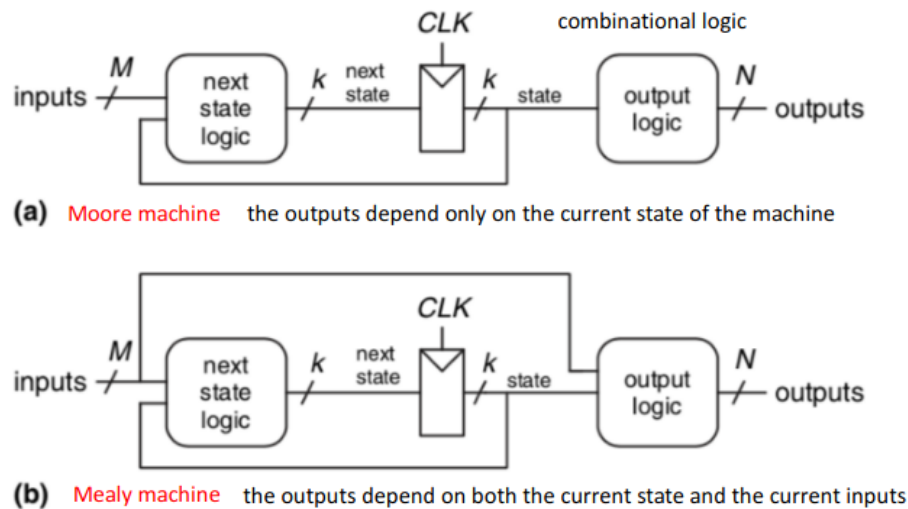 CLK combinational logic
M next k next k state N
inputs state state output outputs
logic logic
(a) Moore machine the outputs depend only on the current state of the machine
CLK
M next k next k state N
inputs state state output outputs
logic logic
(b) Mealy machine the outputs depend on both the current state and the current inputs